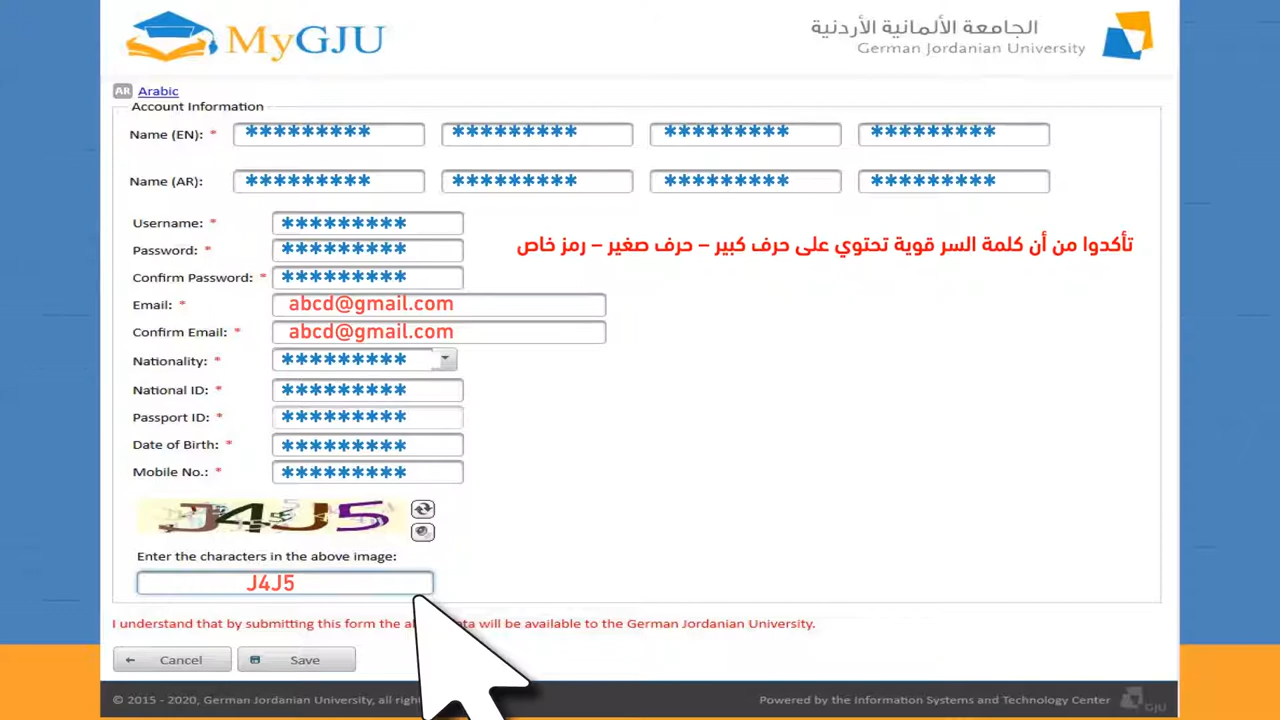 MyGJU
الجامعة الألمانية الأردنية
German Jordanian University
AR Arabic
Account Information
Name (EN): * ********* ********* ********* *********
Name (AR): ********* ********* ********* *********
Username: * *********
Password: * *********
تأكدوا من أن كلمة السر قوية تحتوي على حرف كبير – حرف صغير – رمز خاص
Confirm Password: * *********
Email: * abcd@gmail.com
Confirm Email: * abcd@gmail.com
Nationality: * *********
National ID: * *********
Passport ID: * *********
Date of Birth: * *********
Mobile No.: * *********
J4J5
Enter the characters in the above image:
J4J5
I understand that by submitting this form the will be available to the German Jordanian University.
Cancel Save
© 2015 - 2020, German Jordanian University, all
Powered by the Information Systems and Technology Center
GJU